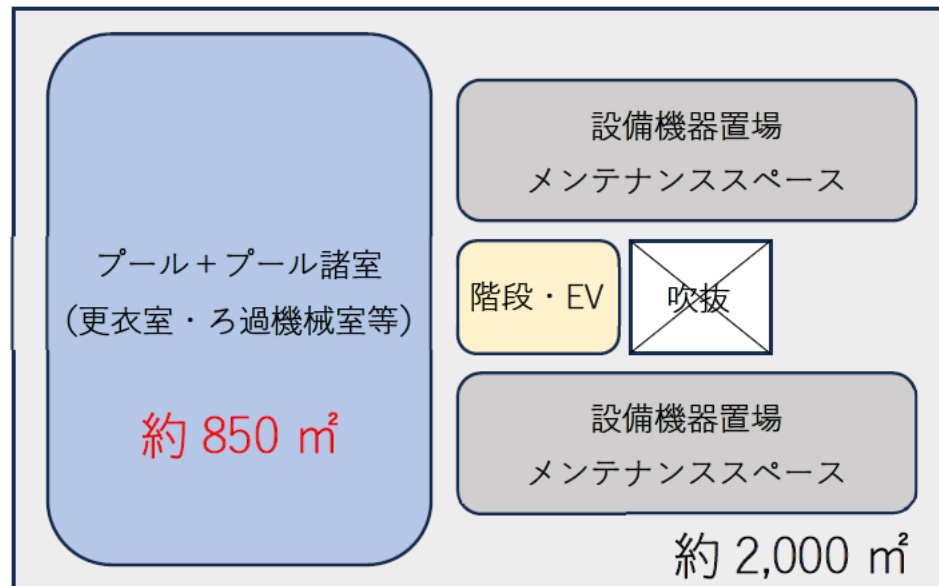 プール＋プール諸室
(更衣室・ろ過機械室等)
約 850 ㎡
設備機器置場
メンテナンススペース
階段・EV
吹抜
設備機器置場
メンテナンススペース
約 2,000 ㎡